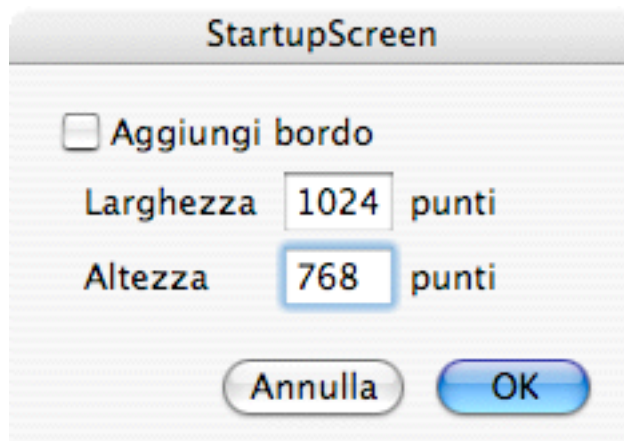 StartupScreen
Aggiungi bordo
Larghezza 1024 punti
Altezza 768 punti
Annulla OK